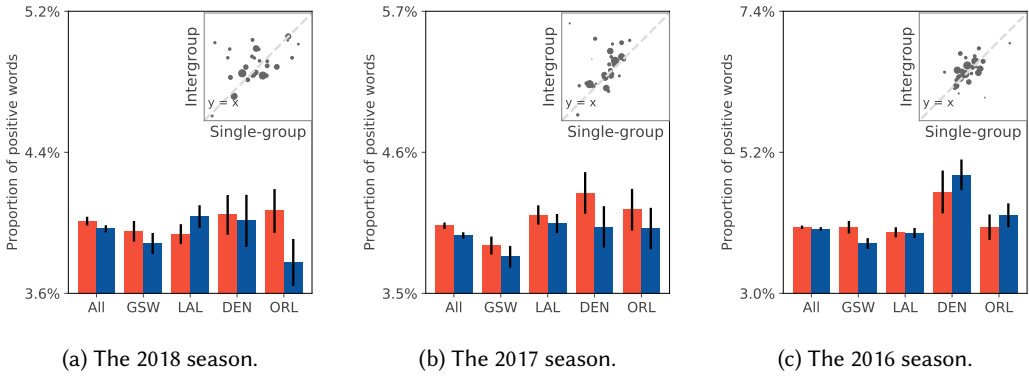 Proportion of positive words
5.2%
4.4%
3.6%
Intergroup
y = x
Single-group
All GSW LAL DEN ORL
(a) The 2018 season.
Proportion of positive words
5.7%
4.6%
3.5%
Intergroup
y = x
Single-group
All GSW LAL DEN ORL
(b) The 2017 season.
Proportion of positive words
7.4%
5.2%
3.0%
Intergroup
y = x
Single-group
All GSW LAL DEN ORL
(c) The 2016 season.